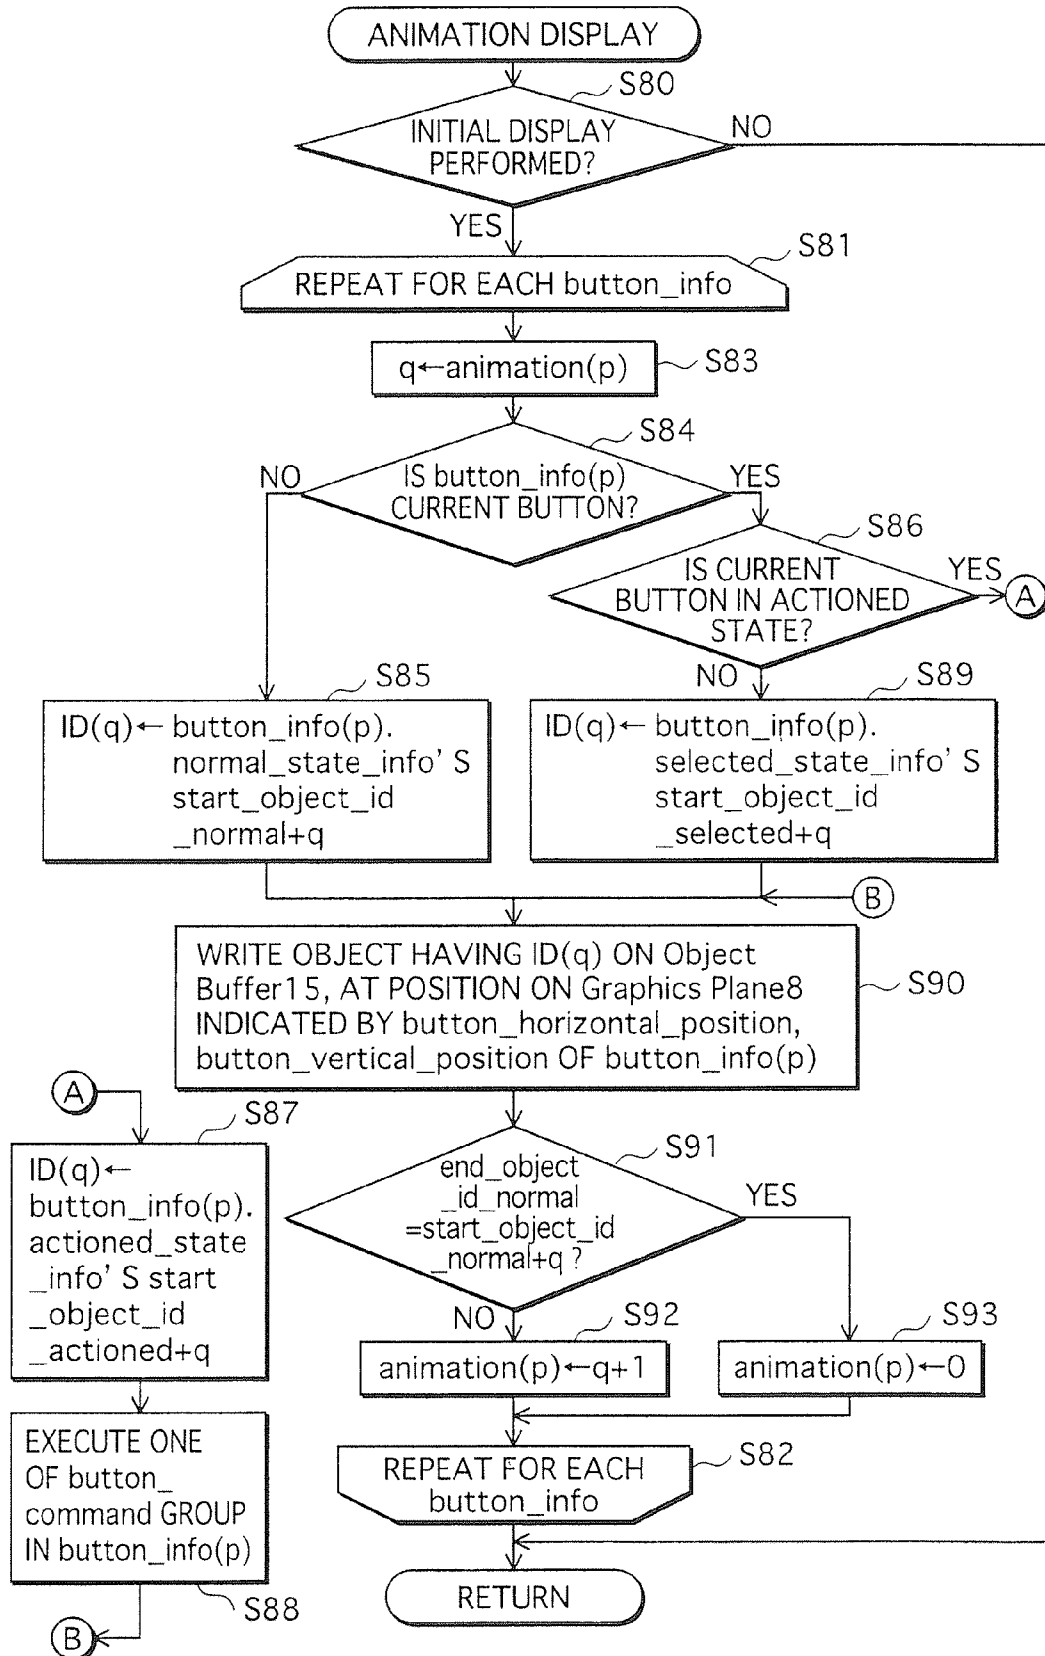 ANIMATION DISPLAY
S80
INITIAL DISPLAY
PERFORMED?
NO
YES
S81
REPEAT FOR EACH button_info
q←animation(p)
S83
S84
NO
IS button_info(p)
CURRENT BUTTON?
YES
S86
IS CURRENT
BUTTON IN ACTIONED
STATE?
YES
A
NO
S85
ID(q)← button_info(p).
normal_state_info' S
start_object_id
_normal+q
S89
ID(q)← button_info(p).
selected_state_info' S
start_object_id
_selected+q
B
WRITE OBJECT HAVING ID(q) ON Object
Buffer15, AT POSITION ON Graphics Plane8
INDICATED BY button_horizontal_position,
button_vertical_position OF button_info(p)
S90
A
S87
ID(q)←
button_info(p).
actioned_state
_info' S start
_object_id
_actioned+q
EXECUTE ONE
OF button_
command GROUP
IN button_info(p)
S88
B
S91
end_object
_id_normal
=start_object_id
_normal+q ?
YES
NO
S92
animation(p)←q+1
S93
animation(p)←0
S82
REPEAT FOR EACH
button_info
RETURN